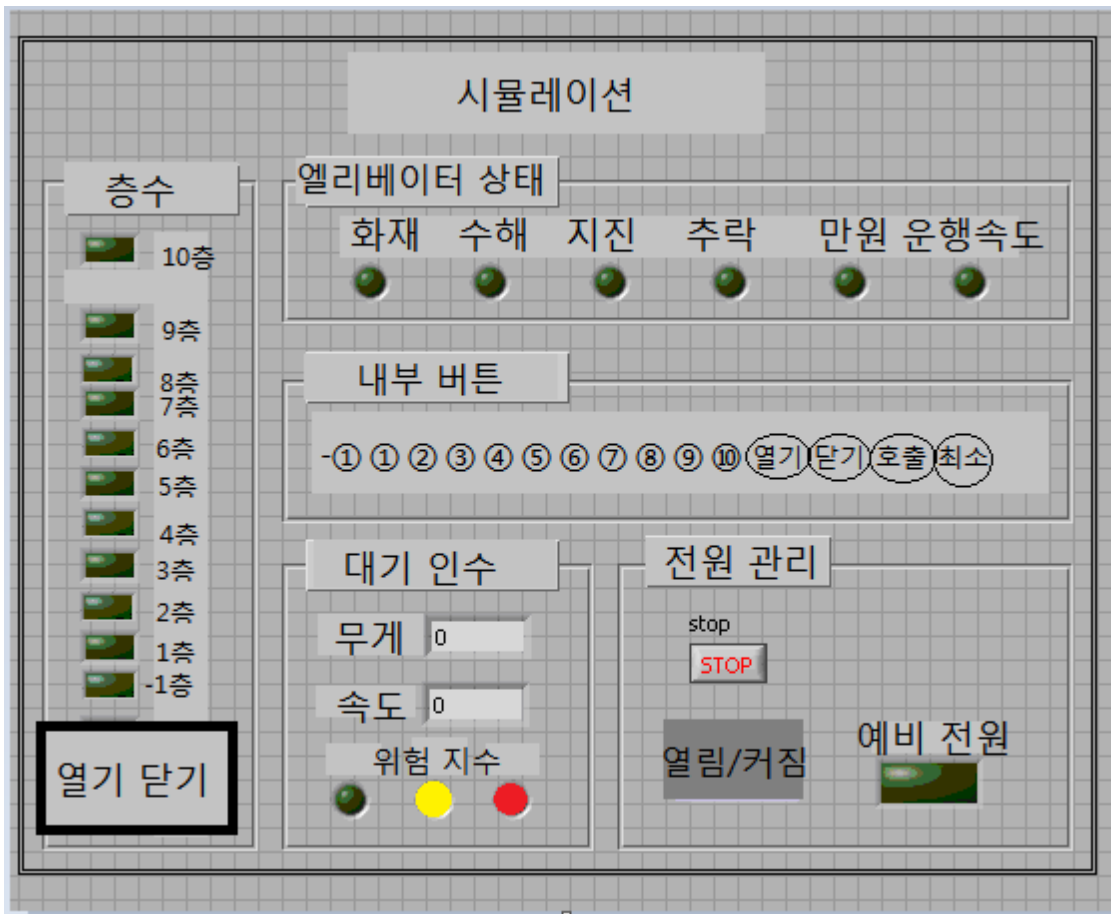 시뮬레이션
층수
10층
9층
8층
7층
6층
5층
4층
3층
2층
1층
-1층
열기 닫기
엘리베이터 상태
화재 수해 지진 추락 만원 운행속도
내부 버튼
-① ① ② ③ ④ ⑤ ⑥ ⑦ ⑧ ⑨ ⑩ 열기 닫기 호출 최소
대기 인수
무게 0
속도 0
위험 지수
전원 관리
stop
STOP
열림/커짐
예비 전원